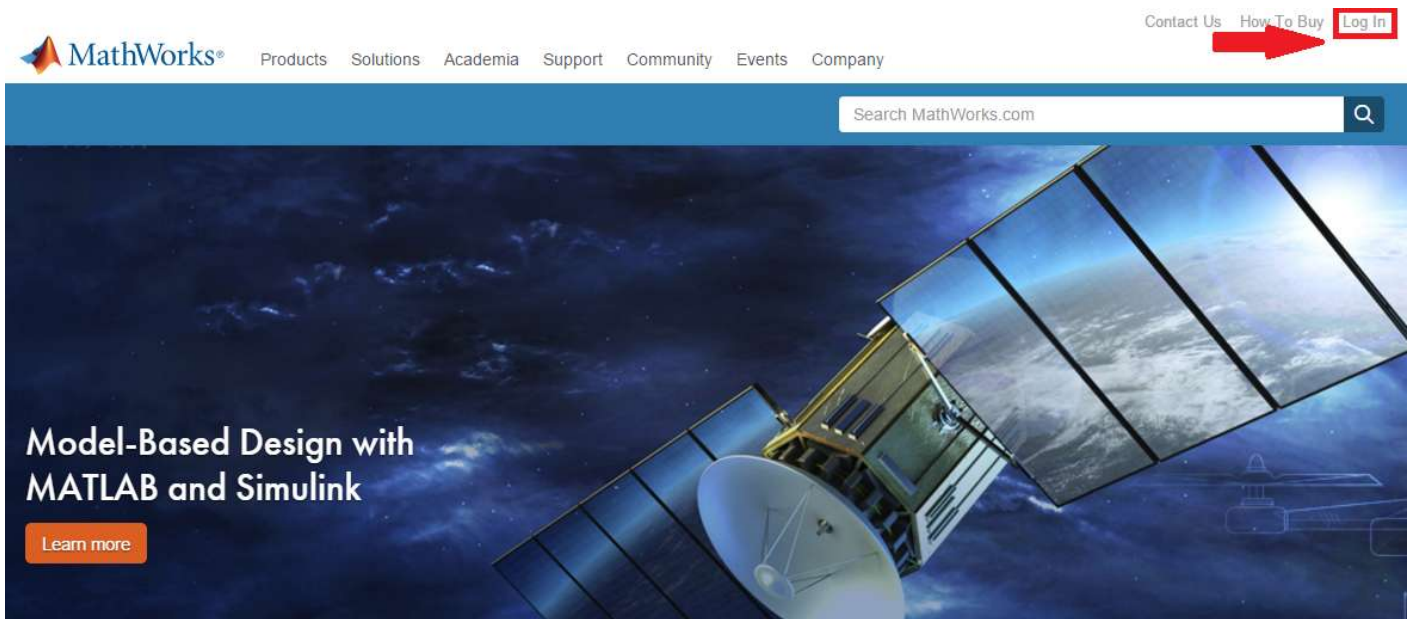 Contact Us How To Buy Log In
MathWorks® Products Solutions Academia Support Community Events Company
Search MathWorks.com
Model-Based Design with
MATLAB and Simulink
Learn more